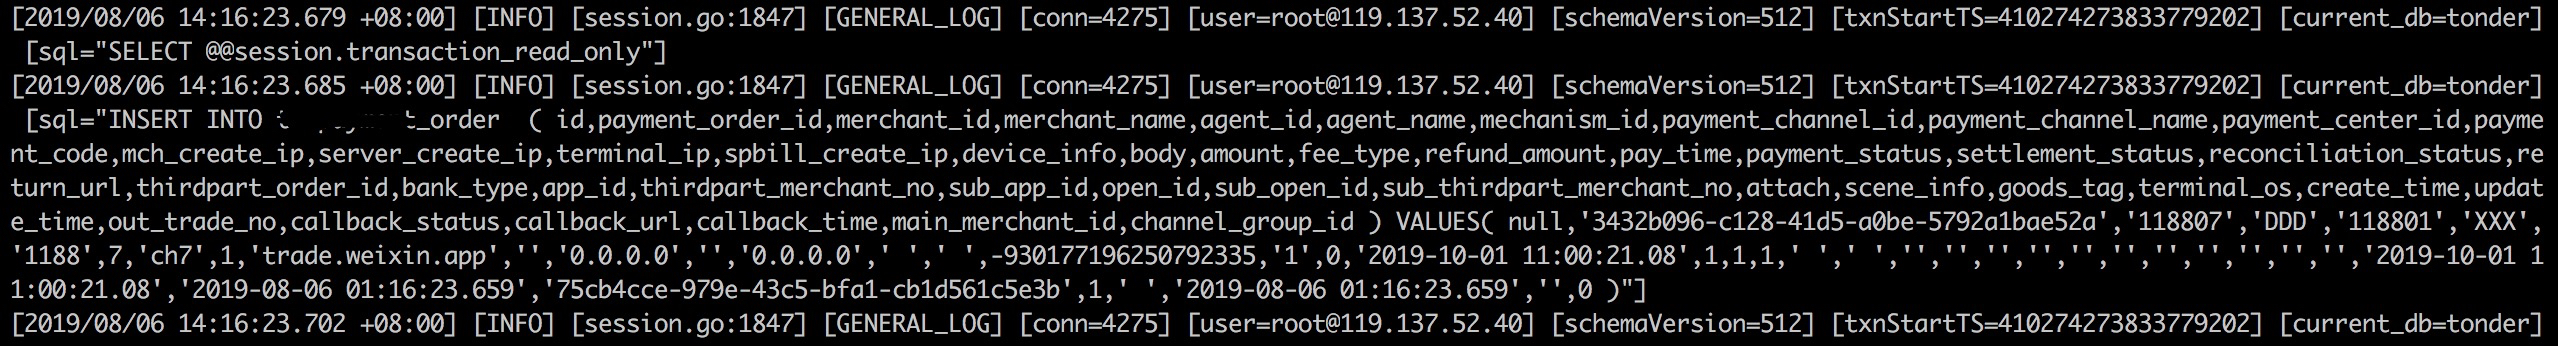 [2019/08/06 14:16:23.679 +08:00] [INFO] [session.go:1847] [GENERAL_LOG] [conn=4275] [user=root@119.137.52.40] [schemaVersion=512] [txnStartTS=410274273833779202] [current_db=tonder]
[sql="SELECT @@session.transaction_read_only"]
[2019/08/06 14:16:23.685 +08:00] [INFO] [session.go:1847] [GENERAL_LOG] [conn=4275] [user=root@119.137.52.40] [schemaVersion=512] [txnStartTS=410274273833779202] [current_db=tonder]
[sql="INSERT INTO _order ( id,payment_order_id,merchant_id,merchant_name,agent_id,agent_name,mechanism_id,payment_channel_id,payment_channel_name,payment_center_id,payme
nt_code,mch_create_ip,server_create_ip,terminal_ip,spbill_create_ip,device_info,body,amount,fee_type,refund_amount,pay_time,payment_status,settlement_status,reconciliation_status,re
turn_url,thirdpart_order_id,bank_type,app_id,thirdpart_merchant_no,sub_app_id,open_id,sub_open_id,sub_thirdpart_merchant_no,attach,scene_info,goods_tag,terminal_os,create_time,updat
e_time,out_trade_no,callback_status,callback_url,callback_time,main_merchant_id,channel_group_id ) VALUES( null,'3432b096-c128-41d5-a0be-5792a1bae52a','118807','DDD','118801','XXX',
'1188',7,'ch7',1,'trade.weixin.app','','0.0.0.0','','0.0.0.0',' ',' ',-9301777196250792335,'1',0,'2019-10-01 11:00:21.08',1,1,1,' ',' ','','','','','','','','','','','2019-10-01 1
1:00:21.08','2019-08-06 01:16:23.659','75cb4cce-979e-43c5-bfa1-cb1d561c5e3b',1,' ','2019-08-06 01:16:23.659','',0 )"]
[2019/08/06 14:16:23.702 +08:00] [INFO] [session.go:1847] [GENERAL_LOG] [conn=4275] [user=root@119.137.52.40] [schemaVersion=512] [txnStartTS=410274273833779202] [current_db=tonder]